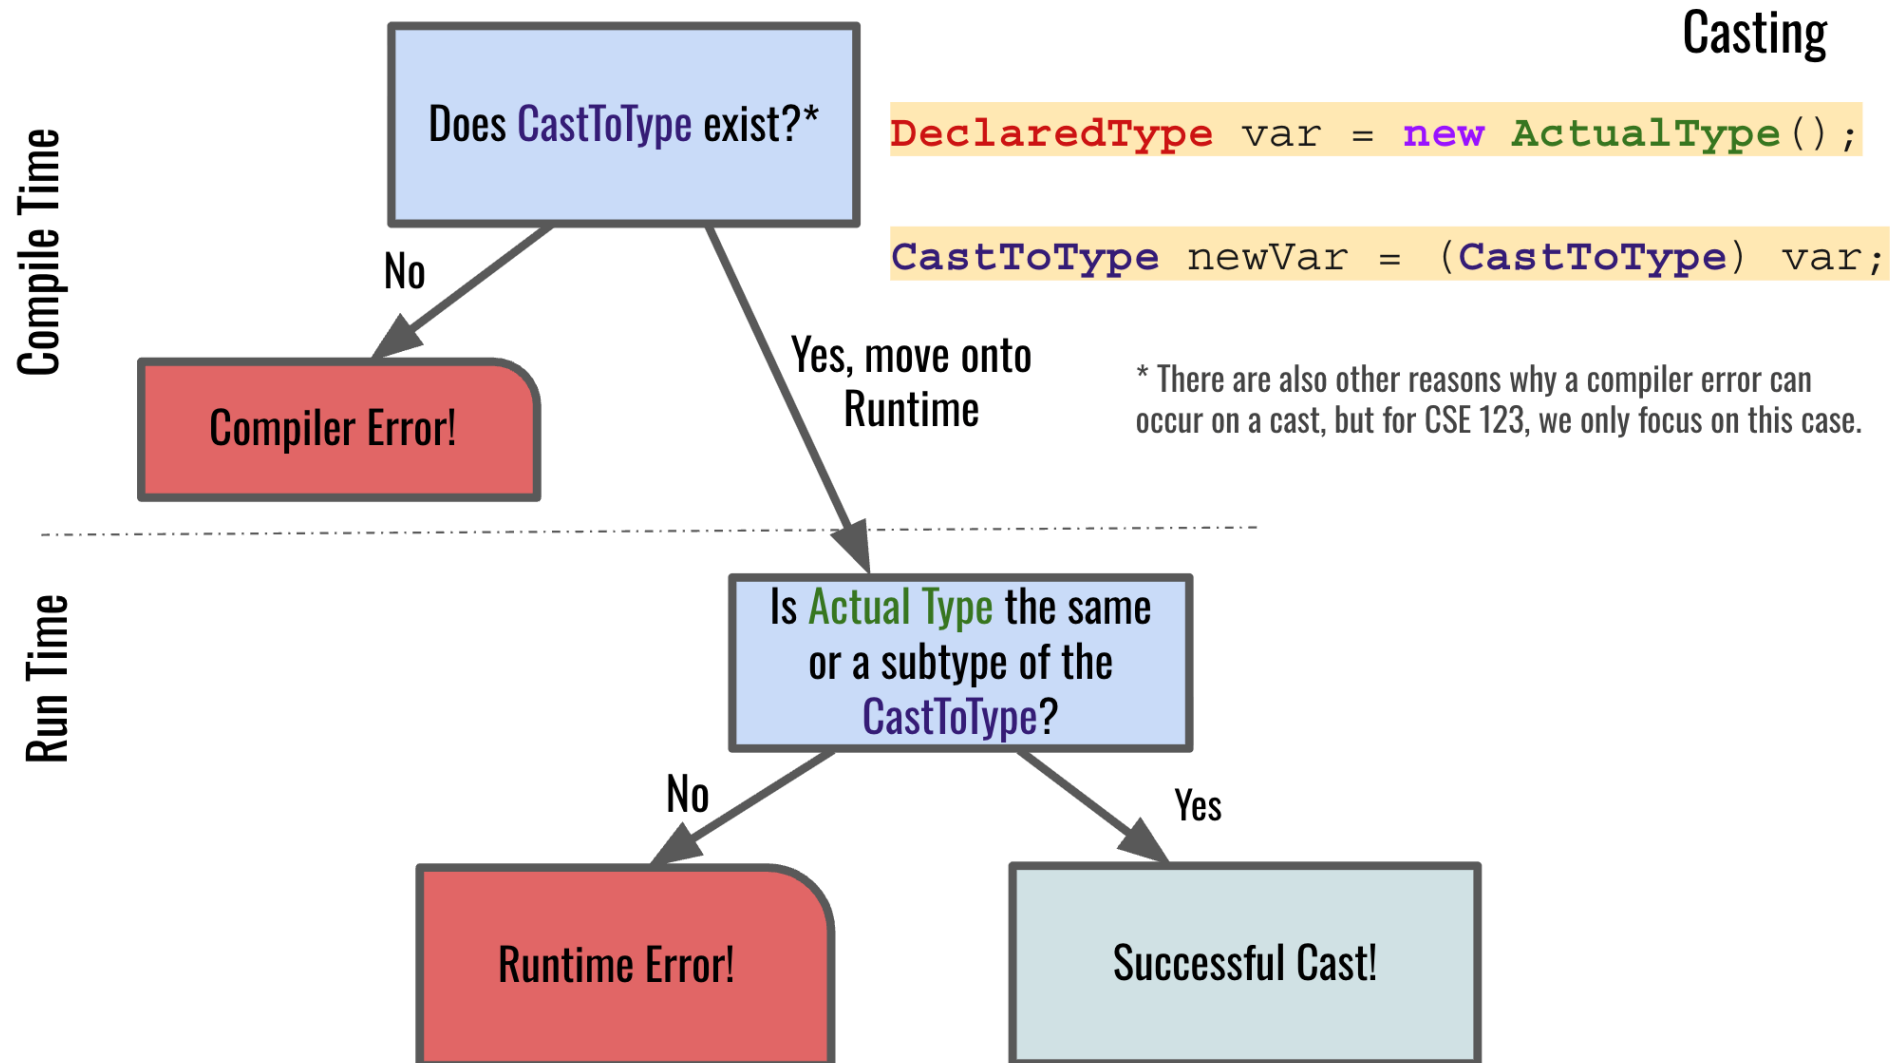 Casting
Compile Time
Does CastToType exist?*
DeclaredType var = new ActualType();
CastToType newVar = (CastToType) var;
No
Yes, move onto
Runtime
* There are also other reasons why a compiler error can
occur on a cast, but for CSE 123, we only focus on this case.
Compiler Error!
Run Time
Is Actual Type the same
or a subtype of the
CastToType?
No
Yes
Runtime Error!
Successful Cast!